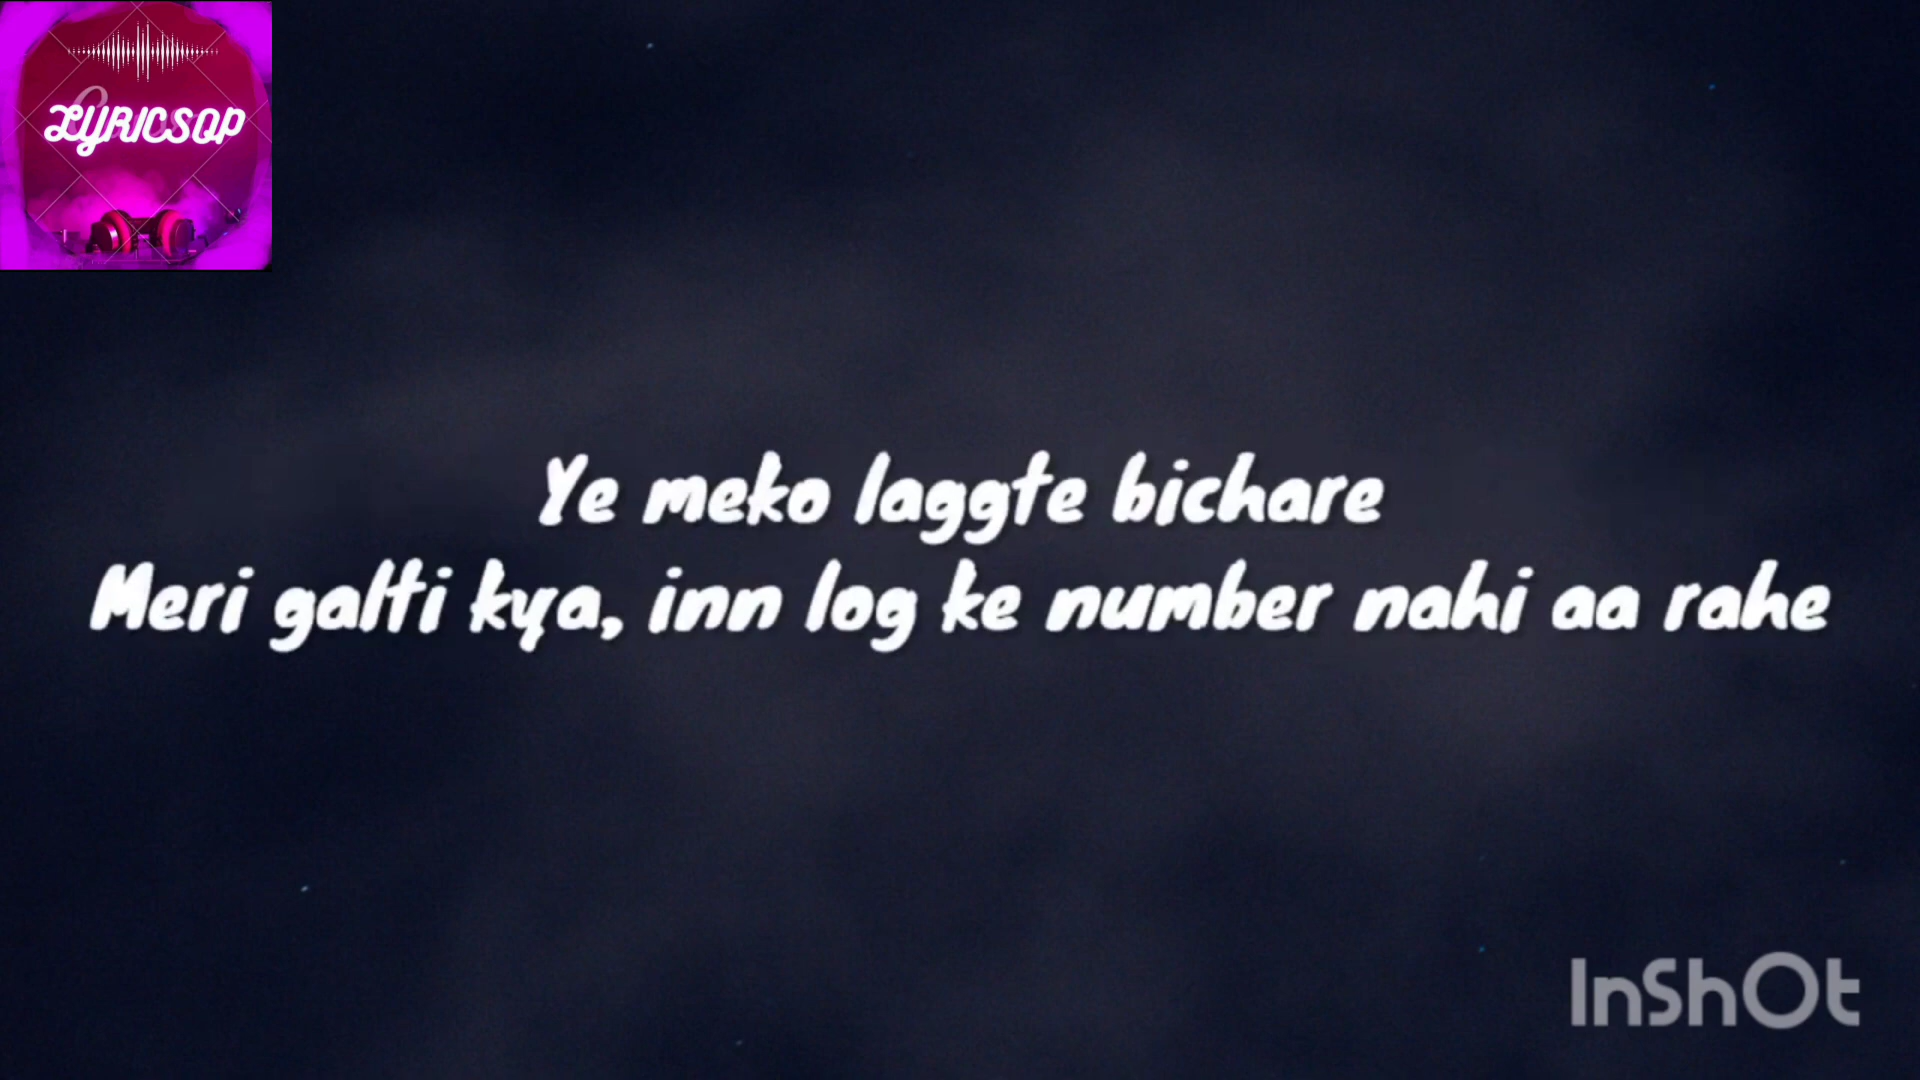 LYRICSOP
Ye meko laggte bichare
Meri galti kya, inn log ke number nahi aa rahe
InShOt